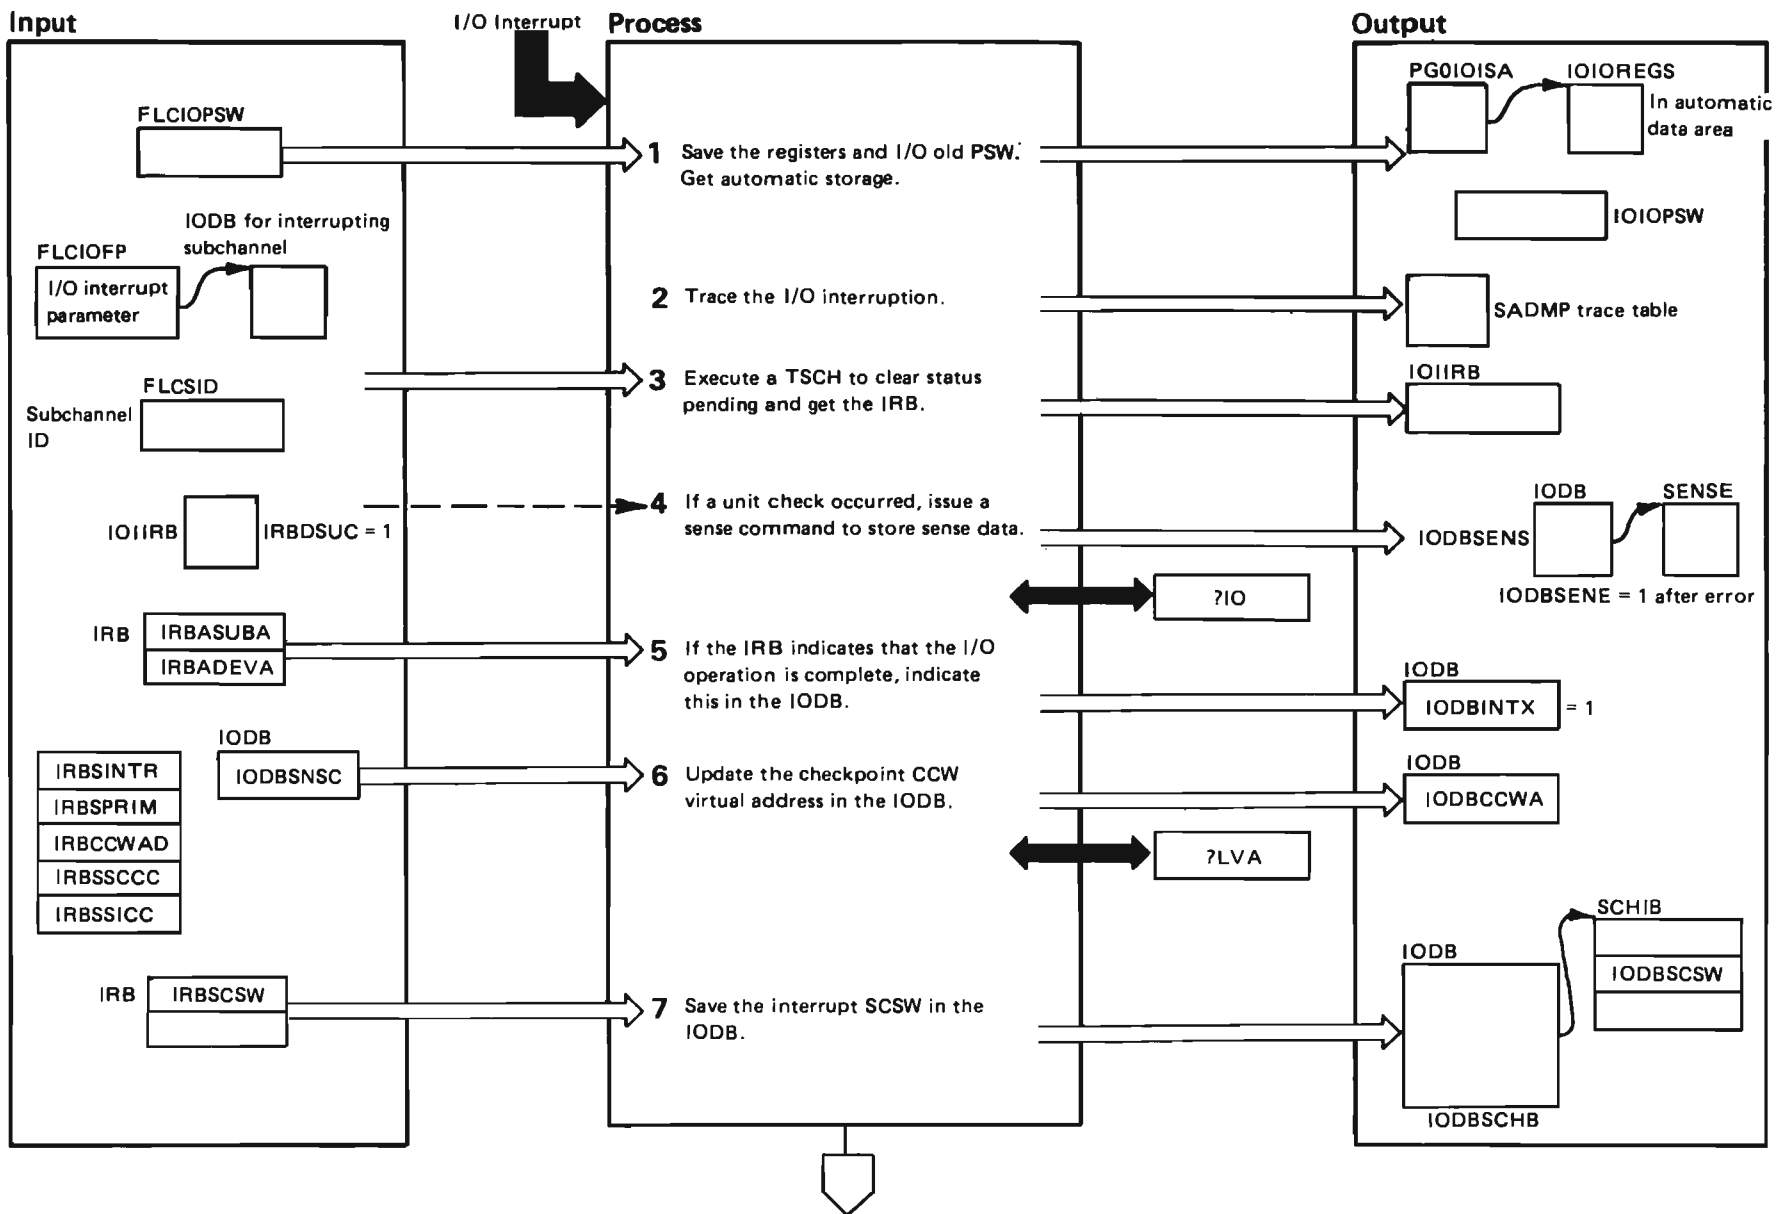 Input
I/O Interrupt
Process
Output
FLCIOPSW
1 Save the registers and I/O old PSW.
Get automatic storage.
PG0IOISA
IOIOREGS
In automatic
data area
IOIOPSW
IODB for interrupting
subchannel
FLCIOFP
I/O interrupt
parameter
2 Trace the I/O interruption.
SADMP trace table
FLCSID
Subchannel
ID
3 Execute a TSCH to clear status
pending and get the IRB.
IOIIRB
IOIIRB
IRBDSUC = 1
4 If a unit check occurred, issue a
sense command to store sense data.
IODB
SENSE
IODBSENS
IODBSENE = 1 after error
?IO
IRB
IRBASUBA
IRBADEVA
5 If the IRB indicates that the I/O
operation is complete, indicate
this in the IODB.
IODB
IODBINTX = 1
IODB
IODBSNSC
IRBSINTR
IRBSPRIM
IRBCCWAD
IRBSSCCC
IRBSSICC
6 Update the checkpoint CCW
virtual address in the IODB.
IODB
IODBCCWA
?LVA
IRB
IRBSCSW
7 Save the interrupt SCSW in the
IODB.
SCHIB
IODB
IODBSCSW
IODBSCHB